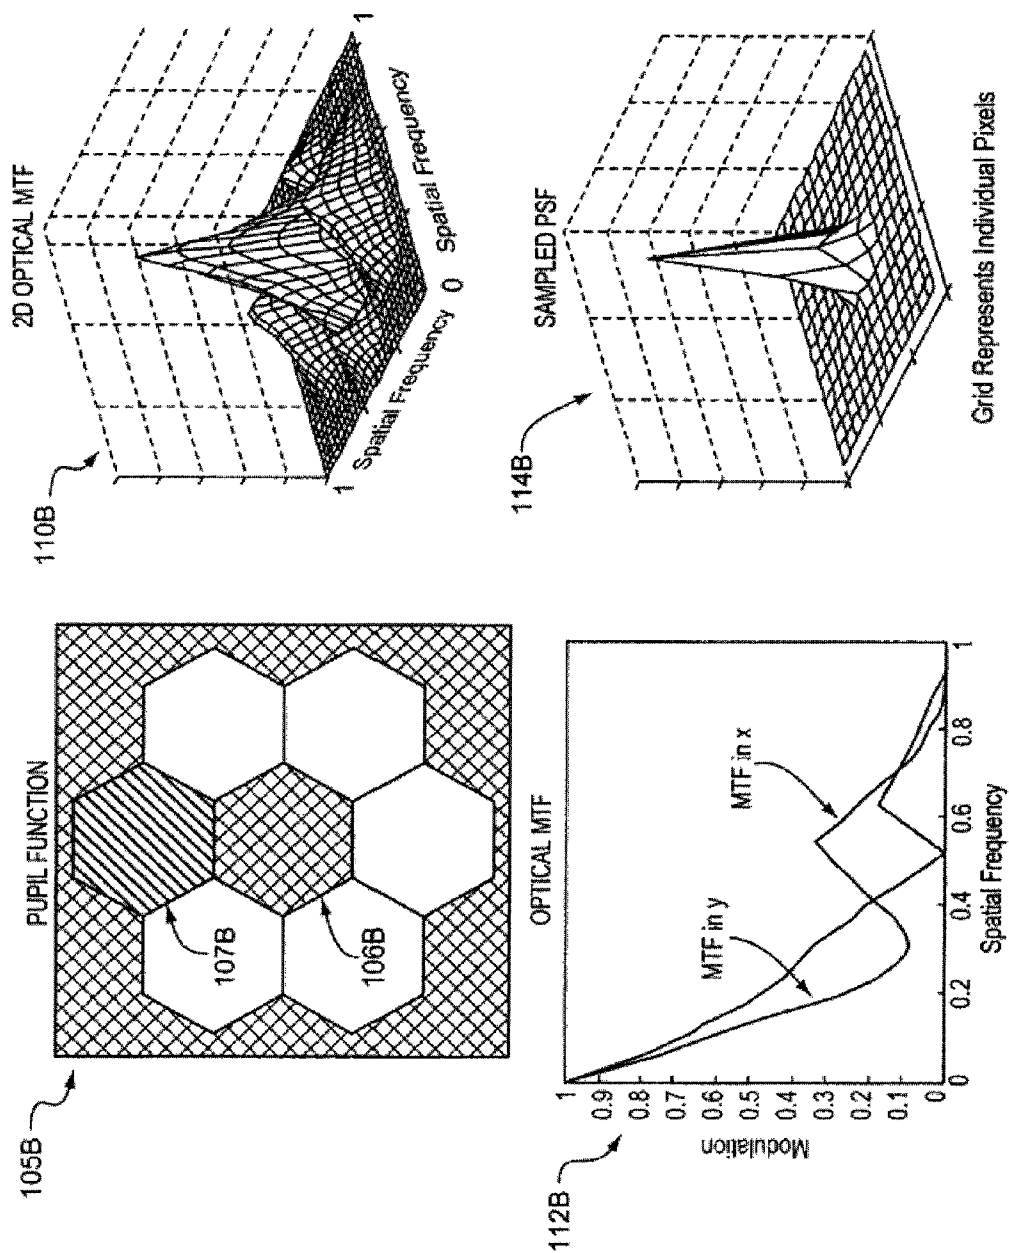 105B
PUPIL FUNCTION
107B
106B
110B
2D OPTICAL MTF
1
Spatial Frequency
0
Spatial Frequency
1
112B
OPTICAL MTF
Modulation
1
0.9
0.8
0.7
0.6
0.5
0.4
0.3
0.2
0.1
0.
MTF in y
MTF in x
0
0.2
0.4
0.6
0.8
1
Spatial Frequency
114B
SAMPLED PSF
Grid Represents Individual Pixels